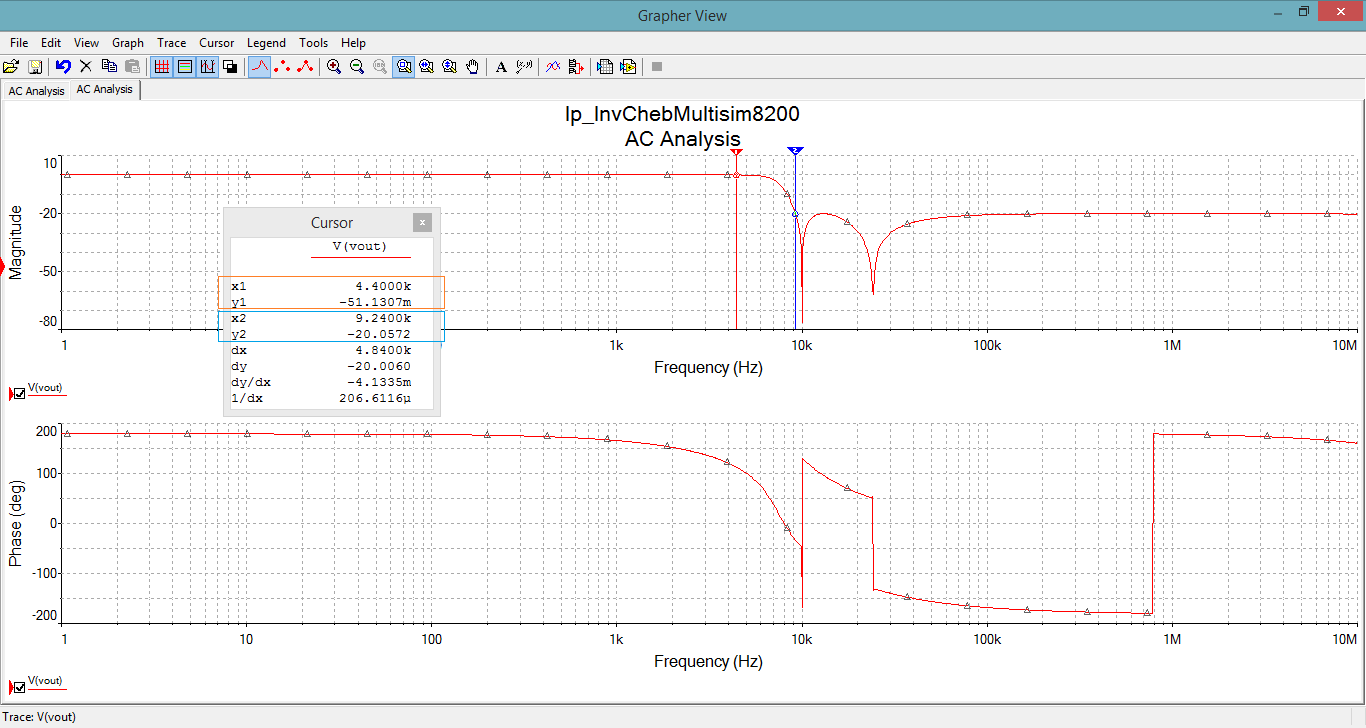 Grapher View
File Edit View Graph Trace Cursor Legend Tools Help
A
AC Analysis AC Analysis
lp_InvChebMultisim8200
AC Analysis
1 2
Magnitude
10
-20
-50
-80
1 1k 10k 100k 1M 10M
Frequency (Hz)
Cursor x
V(vout)
x1 4.4000k
y1 -51.1307m
x2 9.2400k
y2 -20.0572
dx 4.8400k
dy -20.0060
dy/dx -4.1335m
1/dx 206.6116µ
V(vout)
Phase (deg)
200
100
0
-100
-200
1 10 100 1k 10k 100k 1M 10M
Frequency (Hz)
V(vout)
Trace: V(vout)